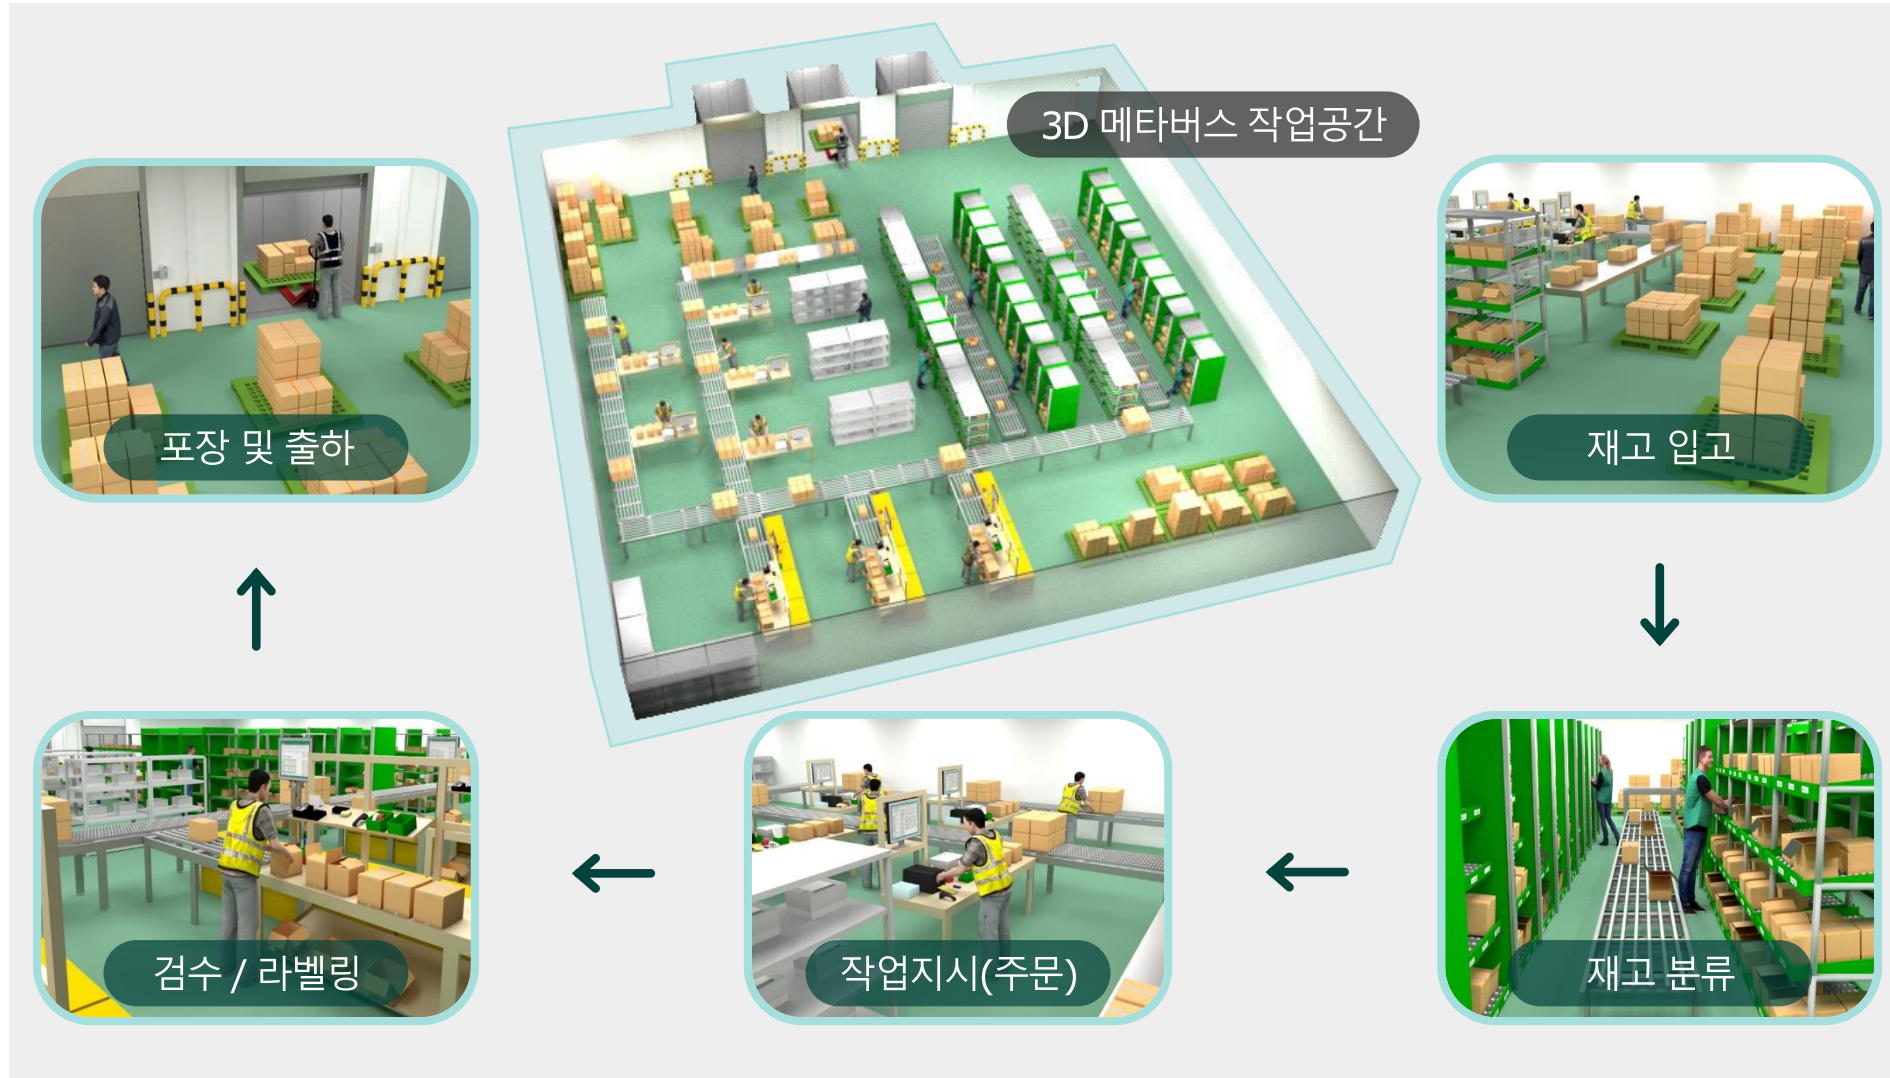 3D 메타버스 작업공간
포장 및 출하
재고 입고
검수 / 라벨링
작업지시(주문)
재고 분류